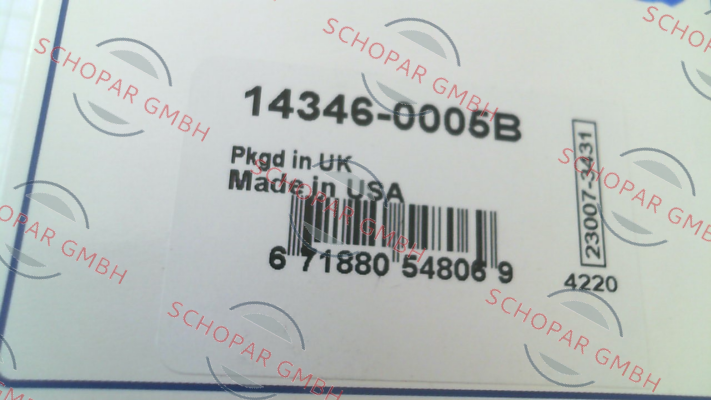 14346-0005B
Pkgd in UK
Made in USA
6 71880 54806 9
23007-3431
4220
SCHOPAR GMBH
SCHOPAR GMBH
SCHOPAR GMBH
SCHOPAR GMBH
SCHOPAR GMBH
SCHOPAR GMBH
SCHOPAR GMBH